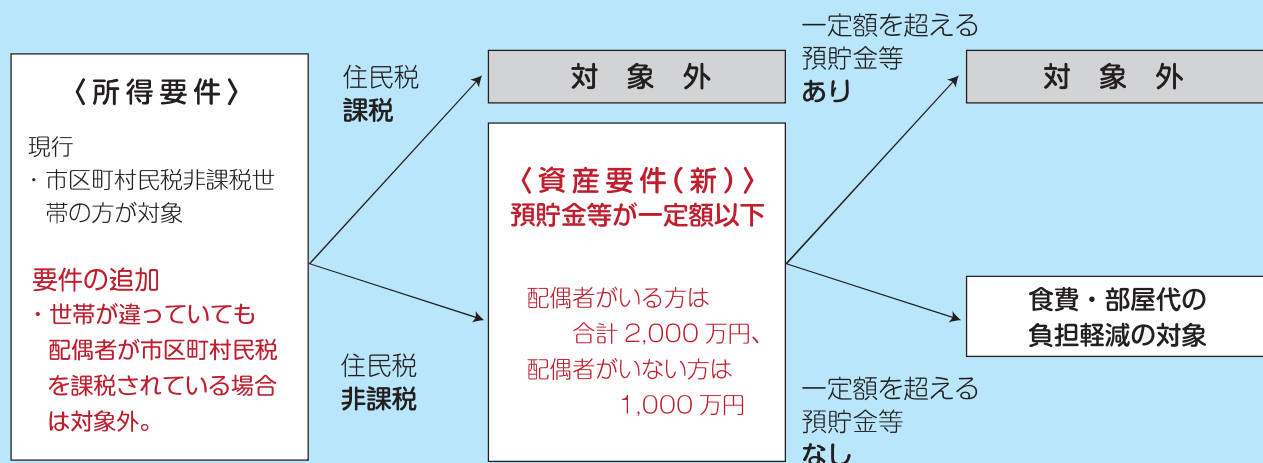 〈所得要件〉
現行
・市区町村民税非課税世
帯の方が対象
要件の追加
・世帯が違っていても
配偶者が市区町村民税
を課税されている場合
は対象外。
住民税
課税
住民税
非課税
対象外
〈資産要件(新)〉
預貯金等が一定額以下
配偶者がいる方は
合計 2,000 万円、
配偶者がいない方は
1,000 万円
一定額を超える
預貯金等
あり
一定額を超える
預貯金等
なし
対象外
食費・部屋代の
負担軽減の対象